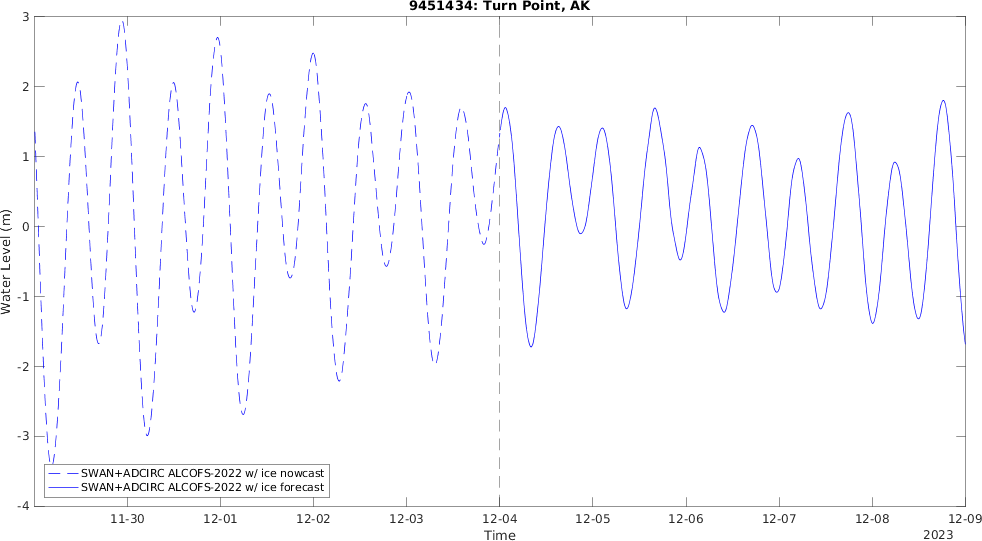 9451434: Turn Point, AK
3
2
1
0
-1
-2
-3
-4
Water Level (m)
SWAN+ADCIRC ALCOFS-2022 w/ ice nowcast
SWAN+ADCIRC ALCOFS-2022 w/ ice forecast
11-30 12-01 12-02 12-03 12-04 12-05 12-06 12-07 12-08 12-09
Time
2023